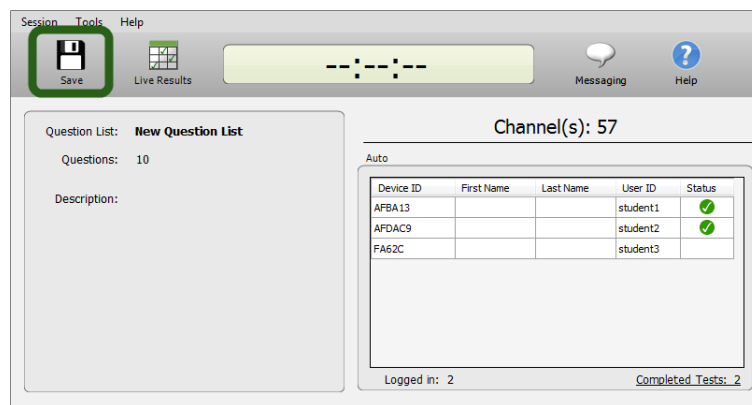 Session Tools Help
--:--:--
Save Live Results Messaging Help
Question List: New Question List
Questions: 10
Description:
Channel(s): 57
Auto
Device ID First Name Last Name User ID Status
AFBA13 student1
AFDAC9 student2
FA62C student3
Logged in: 2 Completed Tests: 2